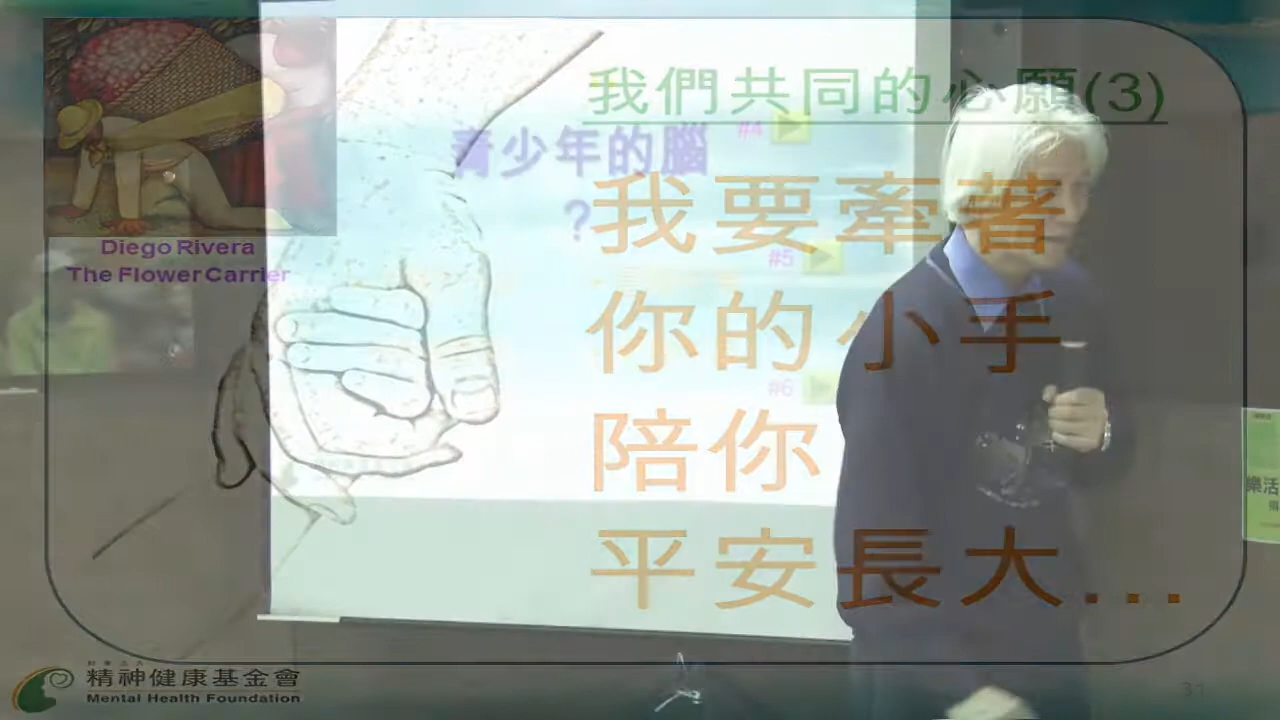 我們共同的心願(3)
青少年的腦
?
#4
我要牽著
#5
你的小手
#6
陪你
平安長大...
Diego Rivera
The Flower Carrier
樂活
精神健康基金會
Mental Health Foundation
31